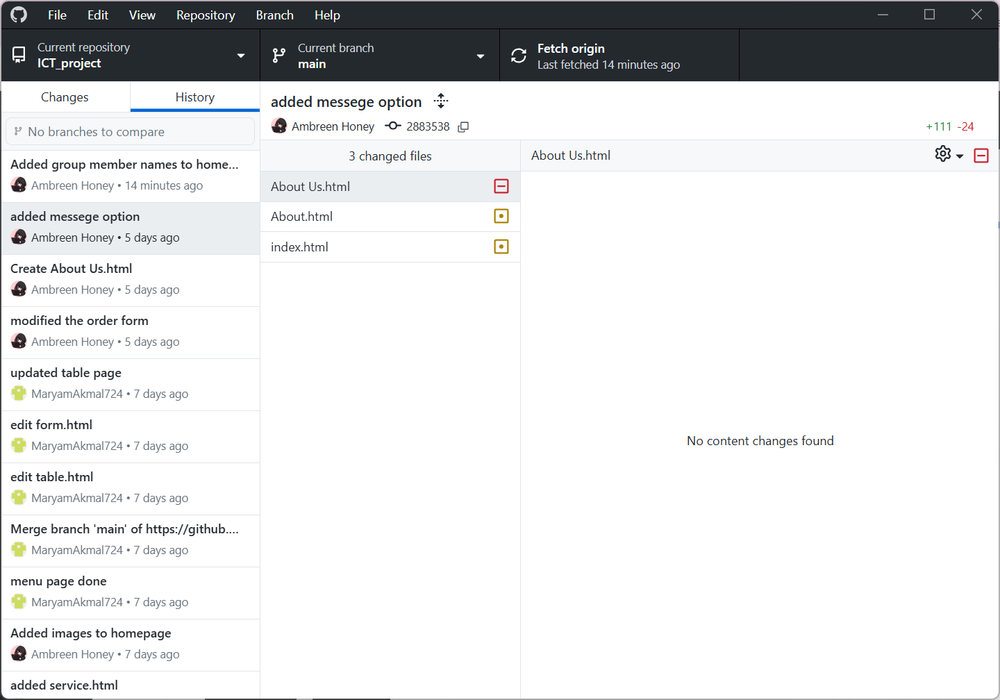 File Edit View Repository Branch Help
Current repository
ICT_project
Current branch
main
Fetch origin
Last fetched 14 minutes ago
Changes
History
No branches to compare
Added group member names to home...
Ambreen Honey • 14 minutes ago
added messege option
Ambreen Honey • 5 days ago
Create About Us.html
Ambreen Honey • 5 days ago
modified the order form
Ambreen Honey • 5 days ago
updated table page
MaryamAkmal724 • 7 days ago
edit form.html
MaryamAkmal724 • 7 days ago
edit table.html
MaryamAkmal724 • 7 days ago
Merge branch 'main' of https://github....
MaryamAkmal724 • 7 days ago
menu page done
MaryamAkmal724 • 7 days ago
Added images to homepage
Ambreen Honey • 7 days ago
added service.html
added messege option
Ambreen Honey 2883538
+111 -24
3 changed files
About Us.html
About.html
index.html
About Us.html
No content changes found